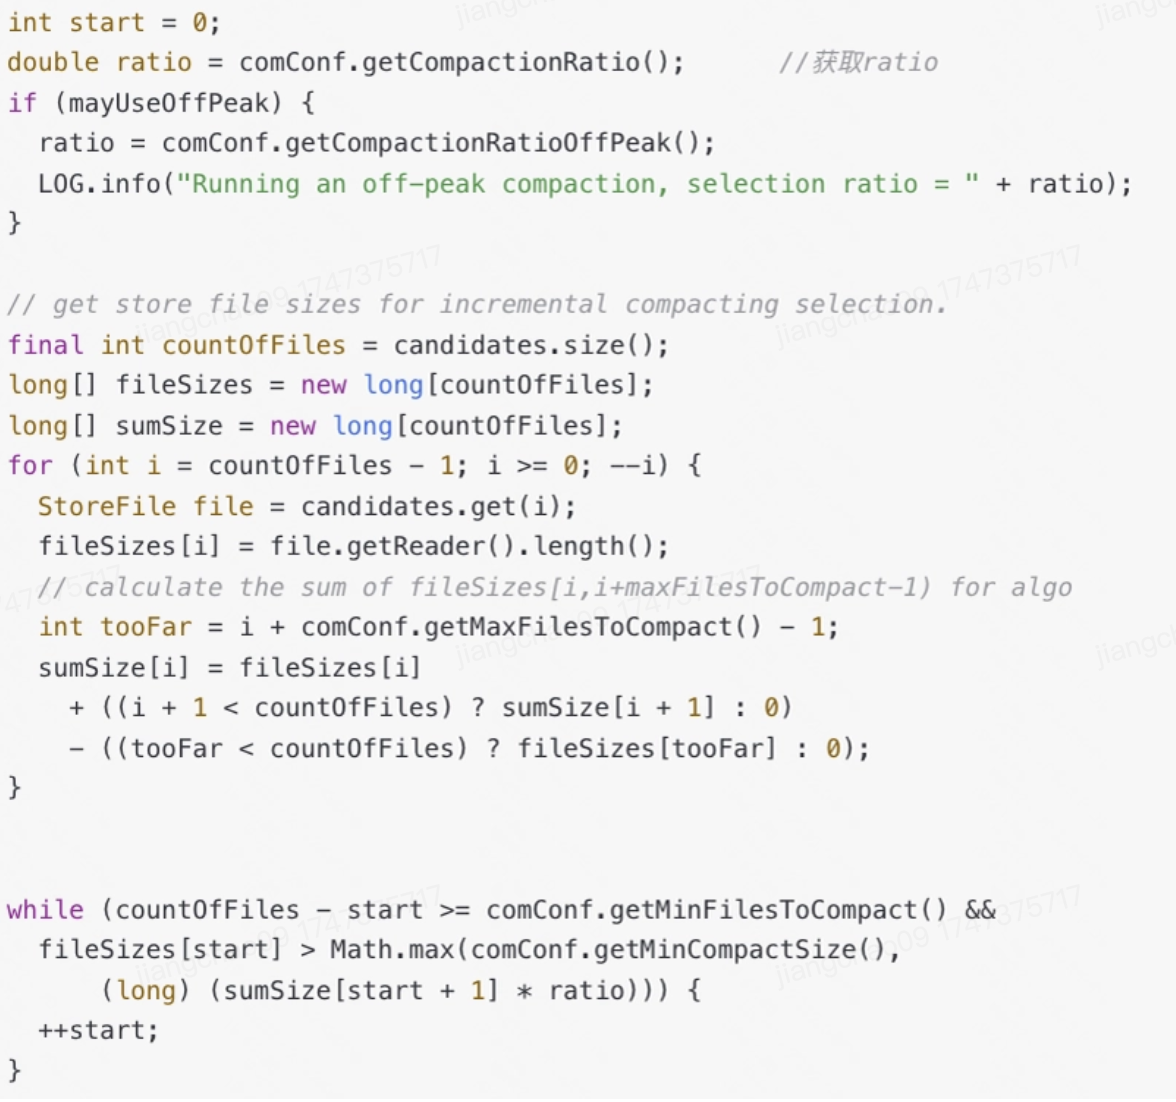 int start = 0;
double ratio = comConf.getCompactionRatio();      //获取ratio
if (mayUseOffPeak) {
  ratio = comConf.getCompactionRatioOffPeak();
  LOG.info("Running an off-peak compaction, selection ratio = " + ratio);
}
// get store file sizes for incremental compacting selection.
final int countOfFiles = candidates.size();
long[] fileSizes = new long[countOfFiles];
long[] sumSize = new long[countOfFiles];
for (int i = countOfFiles - 1; i >= 0; --i) {
  StoreFile file = candidates.get(i);
  fileSizes[i] = file.getReader().length();
  // calculate the sum of fileSizes[i,i+maxFilesToCompact-1) for algo
  int tooFar = i + comConf.getMaxFilesToCompact() - 1;
  sumSize[i] = fileSizes[i]
    + ((i + 1 < countOfFiles) ? sumSize[i + 1] : 0)
    - ((tooFar < countOfFiles) ? fileSizes[tooFar] : 0);
}
while (countOfFiles - start >= comConf.getMinFilesToCompact() &&
  fileSizes[start] > Math.max(comConf.getMinCompactSize(),
      (long) (sumSize[start + 1] * ratio))) {
  ++start;
}